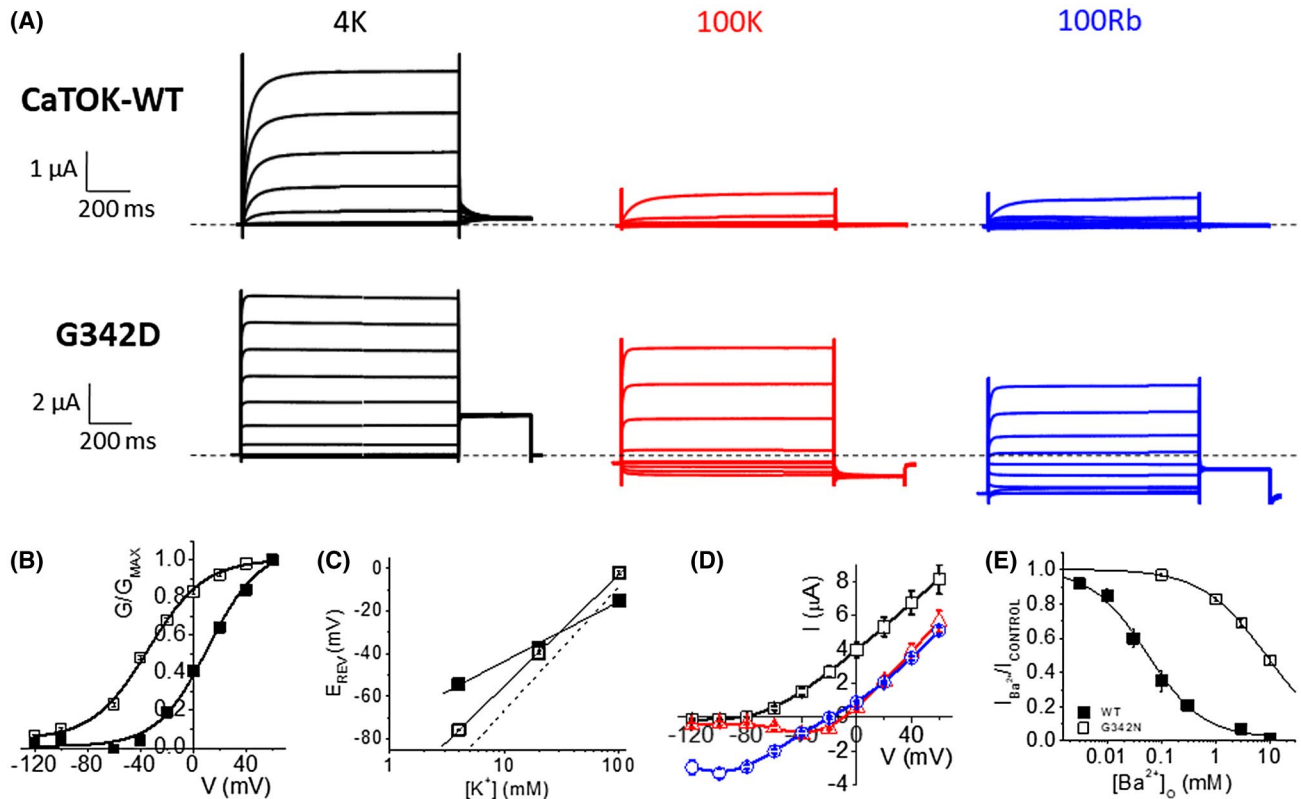 (A)
4K
100K
100Rb
CaTOK-WT
1 µA
200 ms
G342D
2 µA
200 ms
(B)
G/G_MAX
1.0
0.8
0.6
0.4
0.2
0.0
-120 -80 -40 0 40
V (mV)
(C)
E_REV (mV)
0
-20
-40
-60
-80
10 100
[K⁺] (mM)
(D)
I (µA)
8
6
4
2
0
-2
-4
-120 -80 -40 0 40
V (mV)
(E)
I_Ba²⁺/I_CONTROL
1.0
0.8
0.6
0.4
0.2
0.0
WT
G342N
0.01 0.1 1 10
[Ba²⁺]_O (mM)